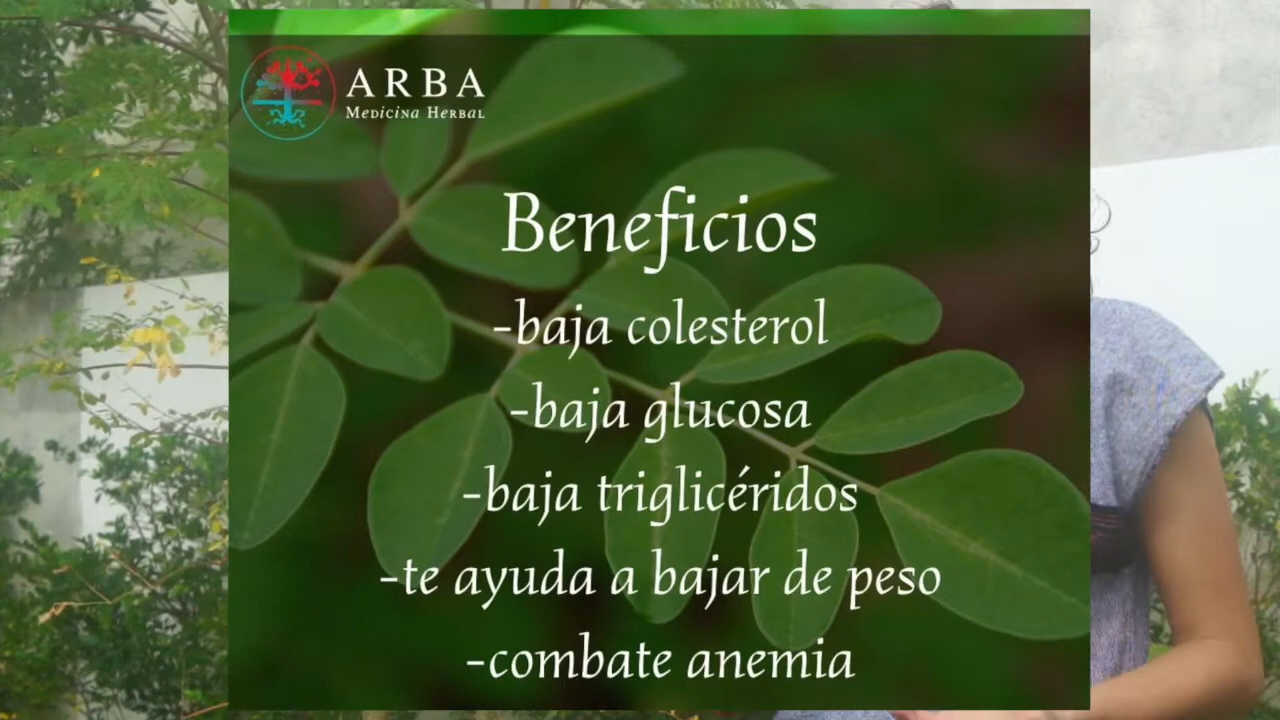 ARBA
Medicina Herbal
Beneficios
-baja colesterol
-baja glucosa
-baja triglicéridos
-te ayuda a bajar de peso
-combate anemia